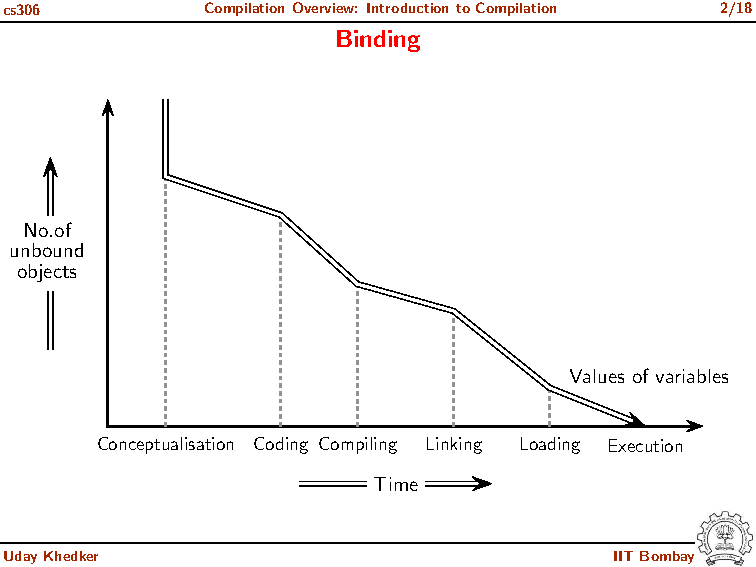 cs306
Compilation Overview: Introduction to Compilation
2/18
Binding
No.of
unbound
objects
Values of variables
Conceptualisation Coding Compiling Linking Loading Execution
Time
Uday Khedker
IIT Bombay